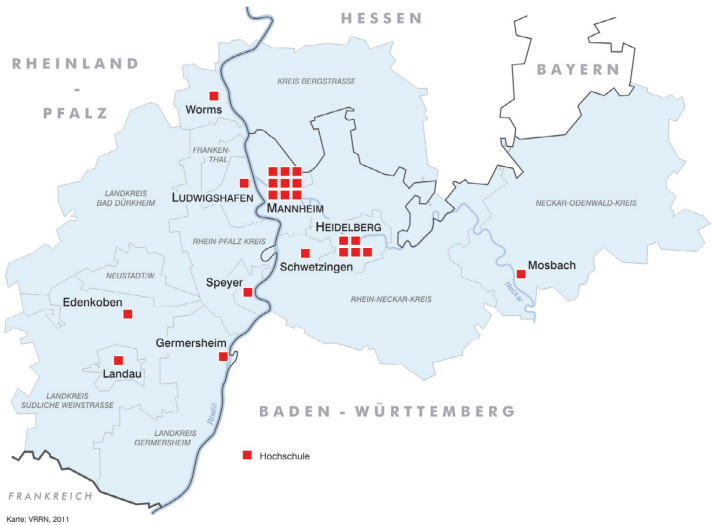 HESSEN
RHEINLAND
-
PFALZ
BAYERN
KREIS BERGSTRASSE
Worms
FRANKEN-
THAL
LUDWIGSHAFEN
MANNHEIM
LANDKREIS
BAD DÜRKHEIM
NECKAR-ODENWALD-KREIS
HEIDELBERG
RHEIN-PFALZ-KREIS
Schwetzingen
Mosbach
NEUSTADT/W.
Speyer
Neckar
Edenkoben
RHEIN-NECKAR-KREIS
Germersheim
Landau
LANDKREIS
SÜDLICHE WEINSTRASSE
Rhein
BADEN - WÜRTTEMBERG
LANDKREIS
GERMERSHEIM
Hochschule
FRANKREICH
Karte: VRRN, 2011